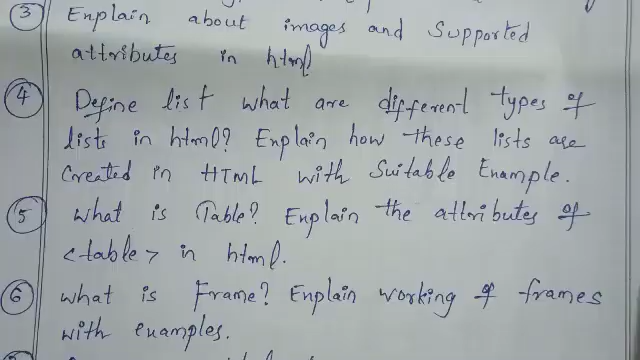 ③ Explain about images and Supported
attributes in html?
④ Define list what are different types of
lists in html? Explain how these lists are
Created in HTML with Suitable Example.
⑤ what is Table? Explain the attributes of
<table> in html.
⑥ what is Frame? Explain working of frames
with examples.